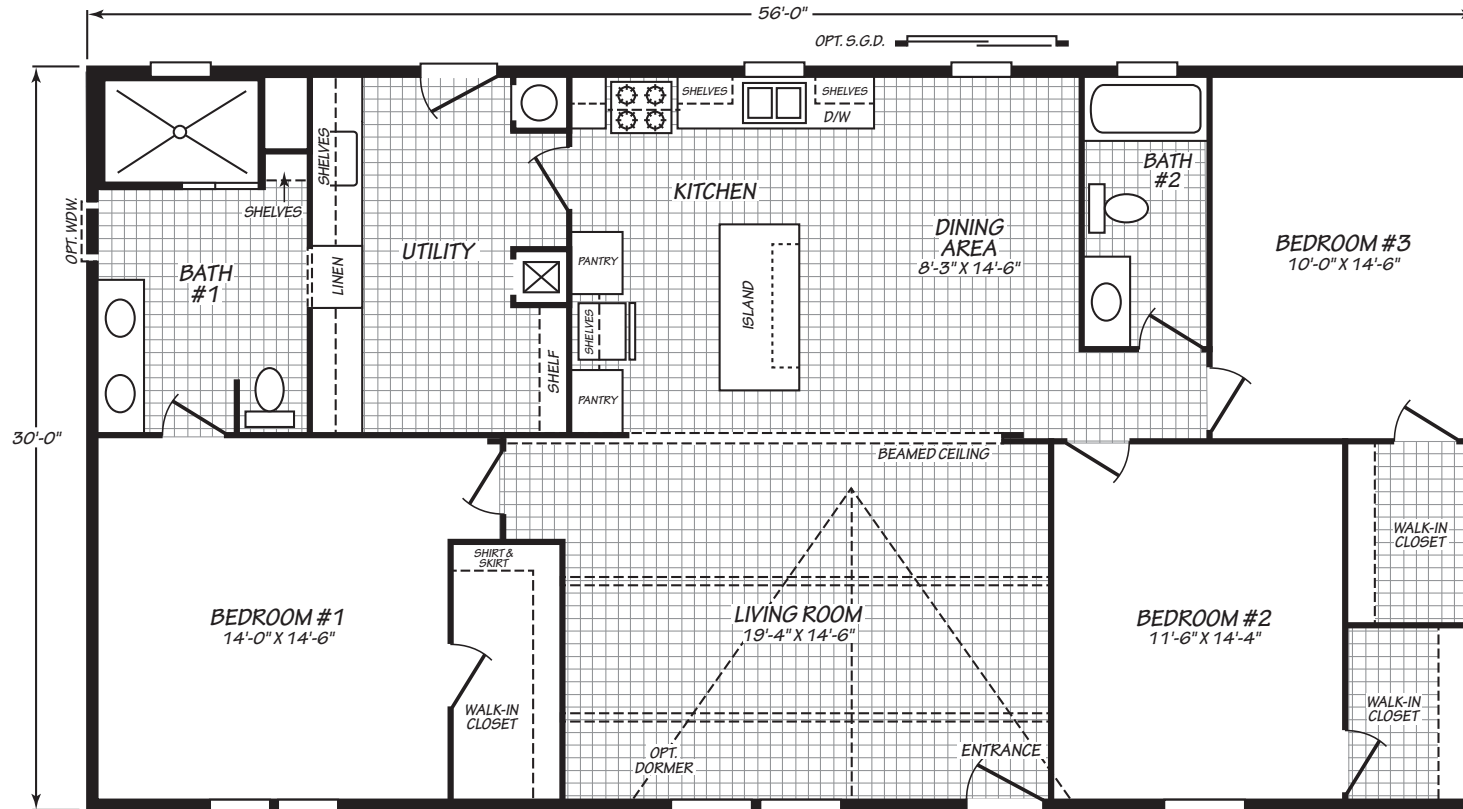 56'-0"
OPT. S.G.D.
30'-0"
OPT. WDW.
SHELVES
BATH
#1
SHELVES
LINEN
UTILITY
SHELF
SHELVES
SHELVES
D/W
KITCHEN
PANTRY
SHELVES
PANTRY
ISLAND
DINING
AREA
8'-3" X 14'-6"
BATH
#2
BEDROOM #3
10'-0" X 14'-6"
BEAMED CEILING
BEDROOM #1
14'-0" X 14'-6"
SHIRT &
SKIRT
WALK-IN
CLOSET
LIVING ROOM
19'-4" X 14'-6"
OPT.
DORMER
ENTRANCE
BEDROOM #2
11'-6" X 14'-4"
WALK-IN
CLOSET
WALK-IN
CLOSET